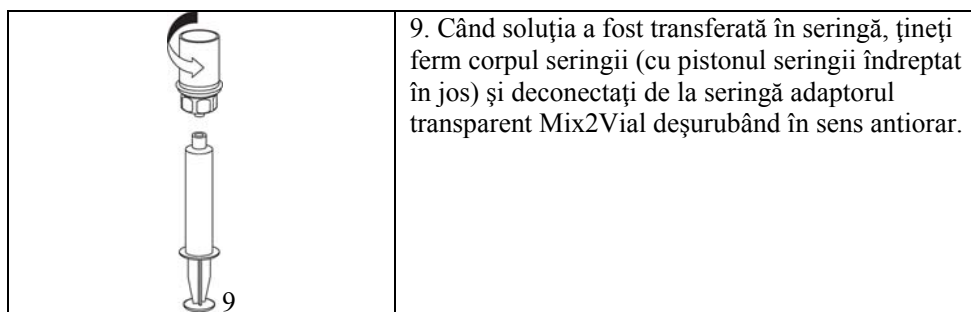 9. Când soluţia a fost transferată în seringă, ţineţi
ferm corpul seringii (cu pistonul seringii îndreptat
în jos) şi deconectaţi de la seringă adaptorul
transparent Mix2Vial deşurubând în sens antiorar.
9